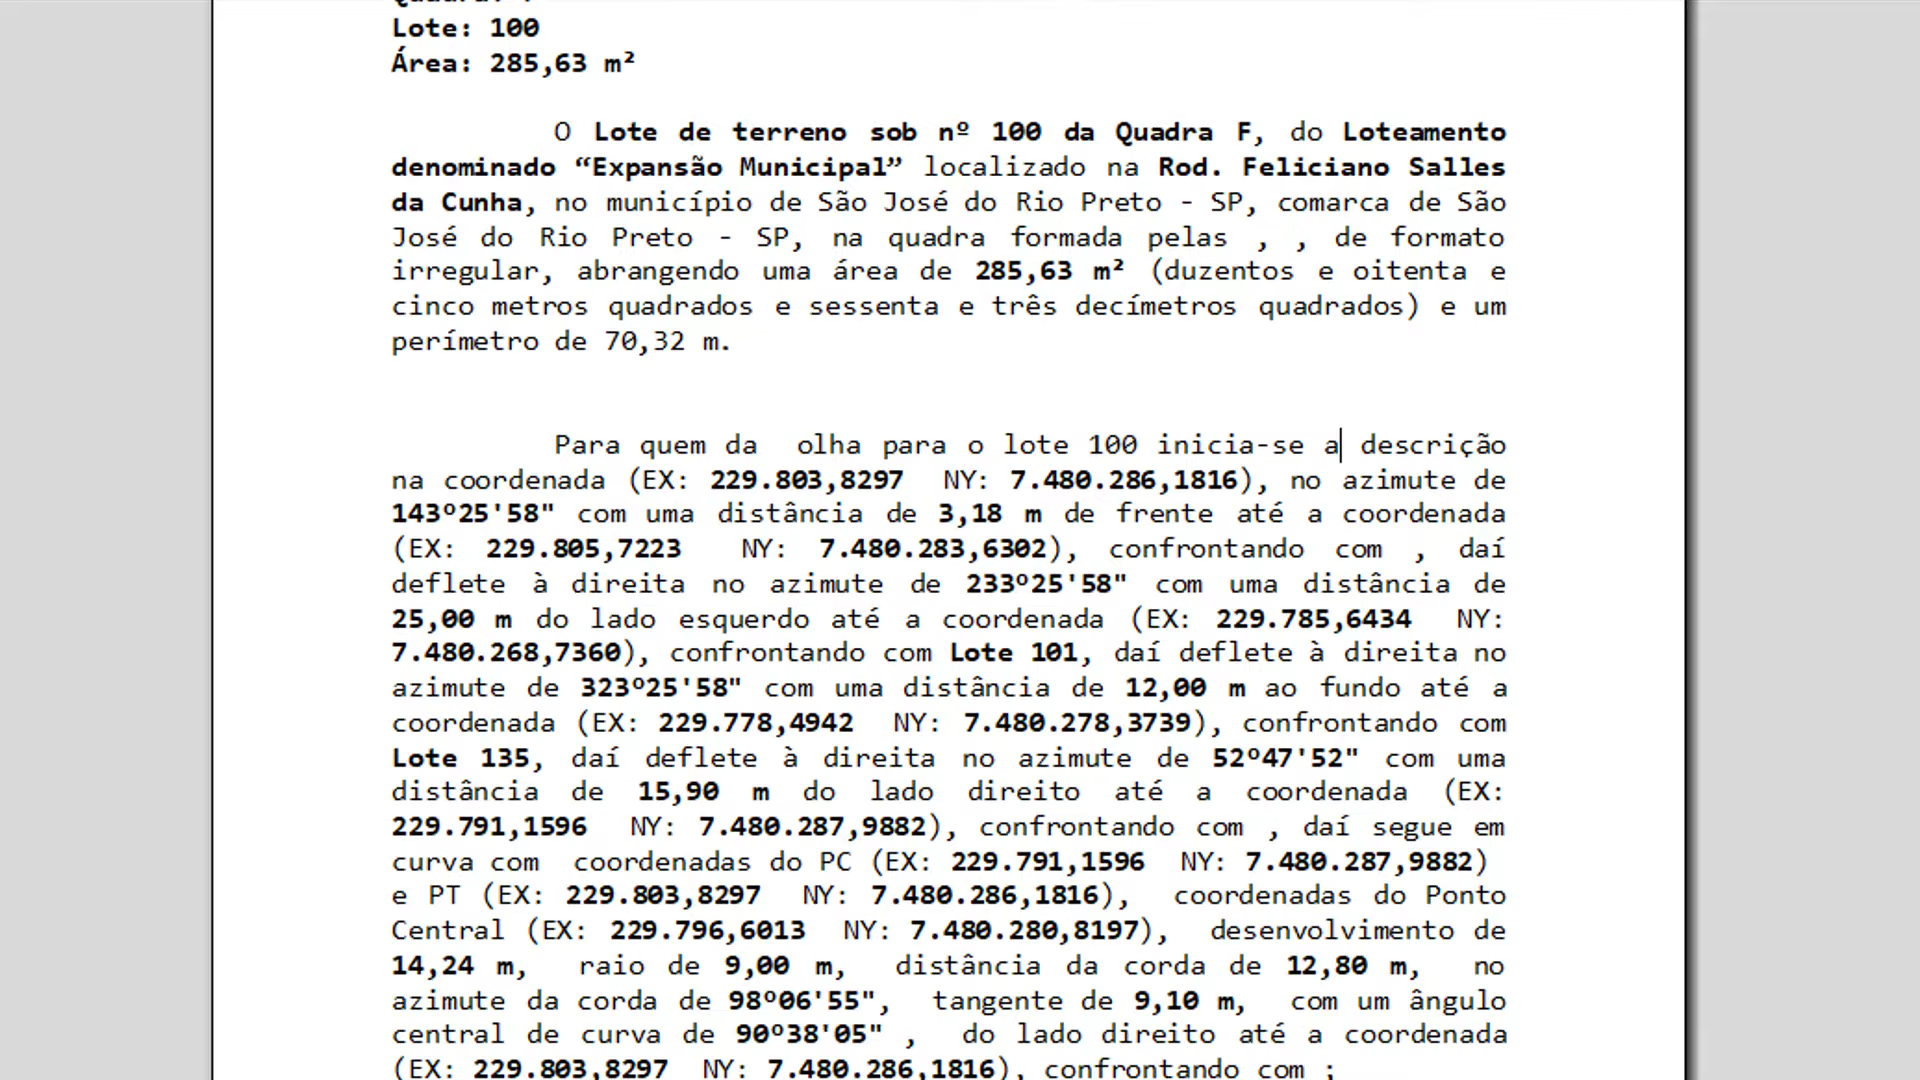 Lote: 100
Área: 285,63 m²
O Lote de terreno sob nº 100 da Quadra F, do Loteamento
denominado “Expansão Municipal” localizado na Rod. Feliciano Salles
da Cunha, no município de São José do Rio Preto - SP, comarca de São
José do Rio Preto - SP, na quadra formada pelas , , de formato
irregular, abrangendo uma área de 285,63 m² (duzentos e oitenta e
cinco metros quadrados e sessenta e três decímetros quadrados) e um
perímetro de 70,32 m.
Para quem da olha para o lote 100 inicia-se a descrição
na coordenada (EX: 229.803,8297 NY: 7.480.286,1816), no azimute de
143º25'58" com uma distância de 3,18 m de frente até a coordenada
(EX: 229.805,7223 NY: 7.480.283,6302), confrontando com , daí
deflete à direita no azimute de 233º25'58" com uma distância de
25,00 m do lado esquerdo até a coordenada (EX: 229.785,6434 NY:
7.480.268,7360), confrontando com Lote 101, daí deflete à direita no
azimute de 323º25'58" com uma distância de 12,00 m ao fundo até a
coordenada (EX: 229.778,4942 NY: 7.480.278,3739), confrontando com
Lote 135, daí deflete à direita no azimute de 52º47'52" com uma
distância de 15,90 m do lado direito até a coordenada (EX:
229.791,1596 NY: 7.480.287,9882), confrontando com , daí segue em
curva com coordenadas do PC (EX: 229.791,1596 NY: 7.480.287,9882)
e PT (EX: 229.803,8297 NY: 7.480.286,1816), coordenadas do Ponto
Central (EX: 229.796,6013 NY: 7.480.280,8197), desenvolvimento de
14,24 m, raio de 9,00 m, distância da corda de 12,80 m, no
azimute da corda de 98º06'55", tangente de 9,10 m, com um ângulo
central de curva de 90º38'05" , do lado direito até a coordenada
(EX: 229.803,8297 NY: 7.480.286,1816), confrontando com ;